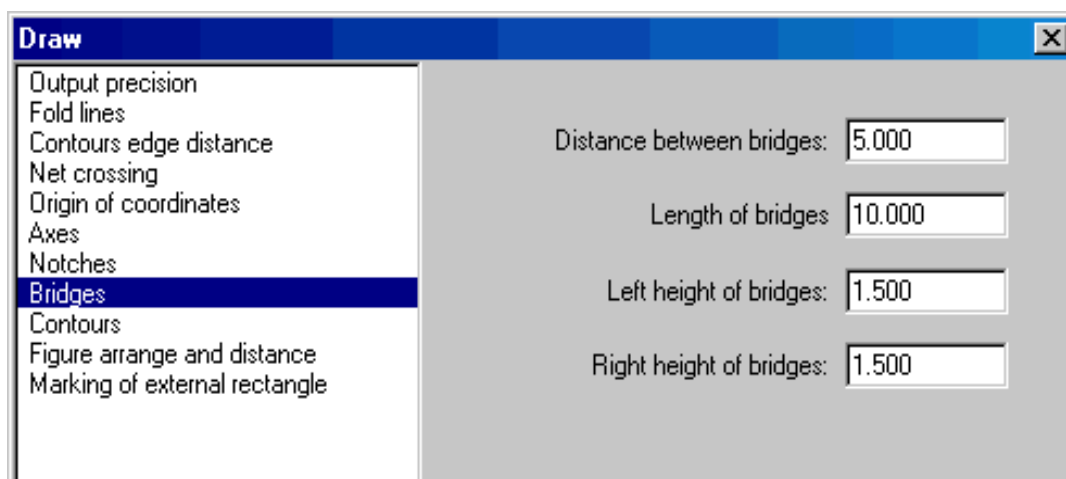 Draw
Output precision
Fold lines
Contours edge distance
Net crossing
Origin of coordinates
Axes
Notches
Bridges
Contours
Figure arrange and distance
Marking of external rectangle
Distance between bridges: 5.000
Length of bridges 10.000
Left height of bridges: 1.500
Right height of bridges: 1.500